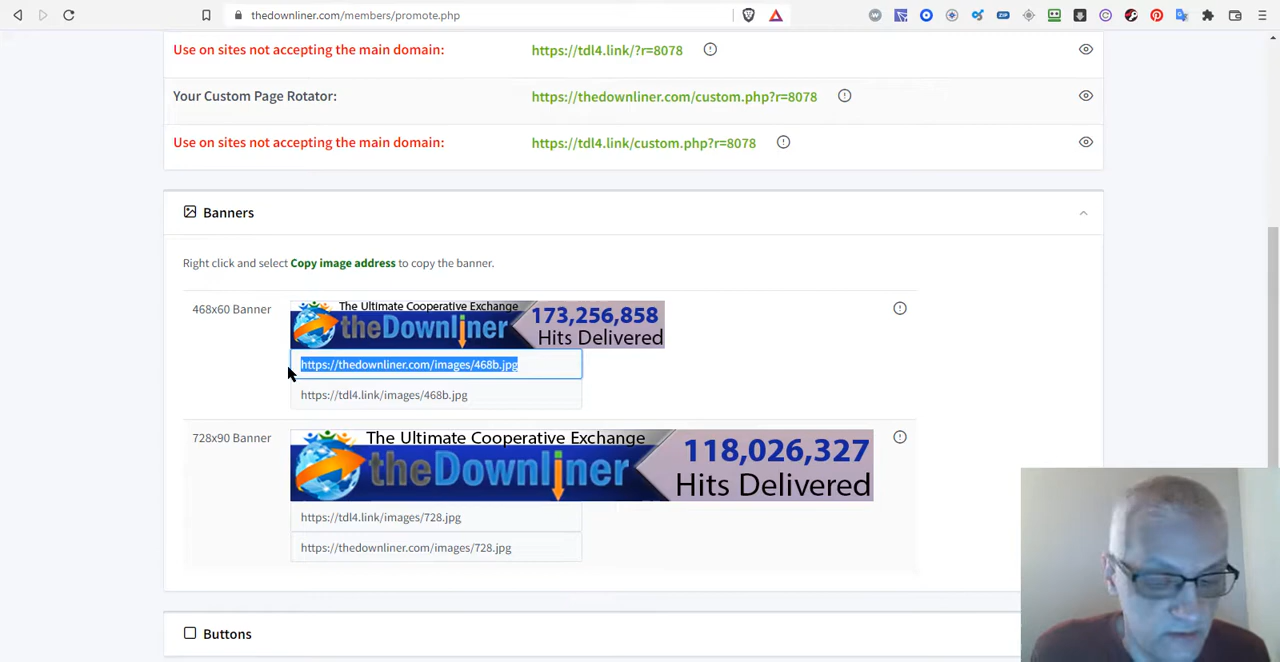 thedownliner.com/members/promote.php
Use on sites not accepting the main domain: https://tdl4.link/?r=8078
Your Custom Page Rotator: https://thedownliner.com/custom.php?r=8078
Use on sites not accepting the main domain: https://tdl4.link/custom.php?r=8078
Banners
Right click and select Copy image address to copy the banner.
468x60 Banner
The Ultimate Cooperative Exchange
theDownliner
173,256,858
Hits Delivered
https://thedownliner.com/images/468b.jpg
https://tdl4.link/images/468b.jpg
728x90 Banner
The Ultimate Cooperative Exchange
theDownliner
118,026,327
Hits Delivered
https://tdl4.link/images/728.jpg
https://thedownliner.com/images/728.jpg
Buttons